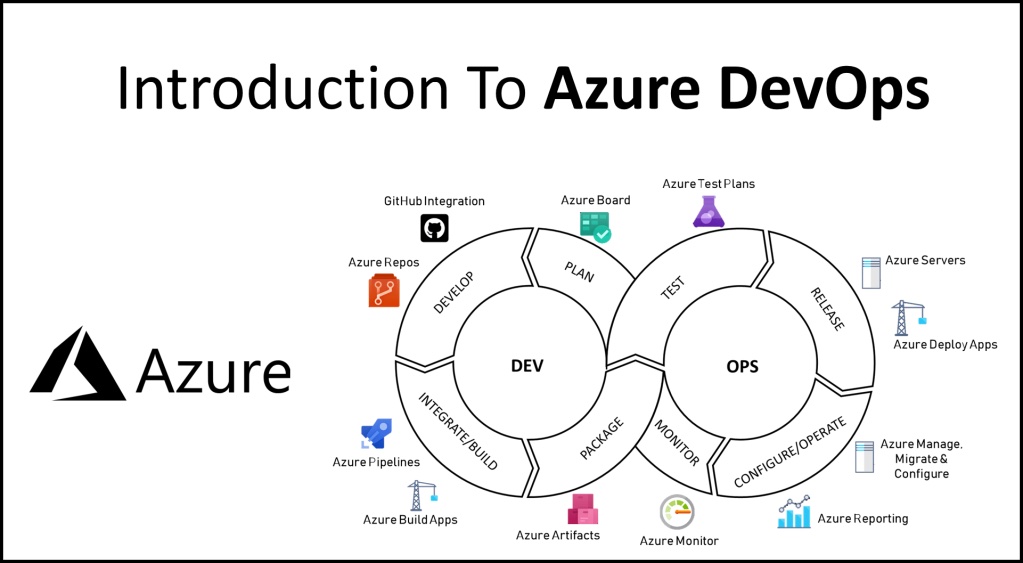 Introduction To Azure DevOps
Azure Test Plans
GitHub Integration
Azure Board
Azure Repos
PLAN
DEVELOP
TEST
Azure Servers
RELEASE
Azure Deploy Apps
Azure
DEV
OPS
INTEGRATE/BUILD
PACKAGE
MONITOR
CONFIGURE/OPERATE
Azure Pipelines
Azure Manage,
Migrate &
Configure
Azure Build Apps
Azure Artifacts
Azure Monitor
Azure Reporting